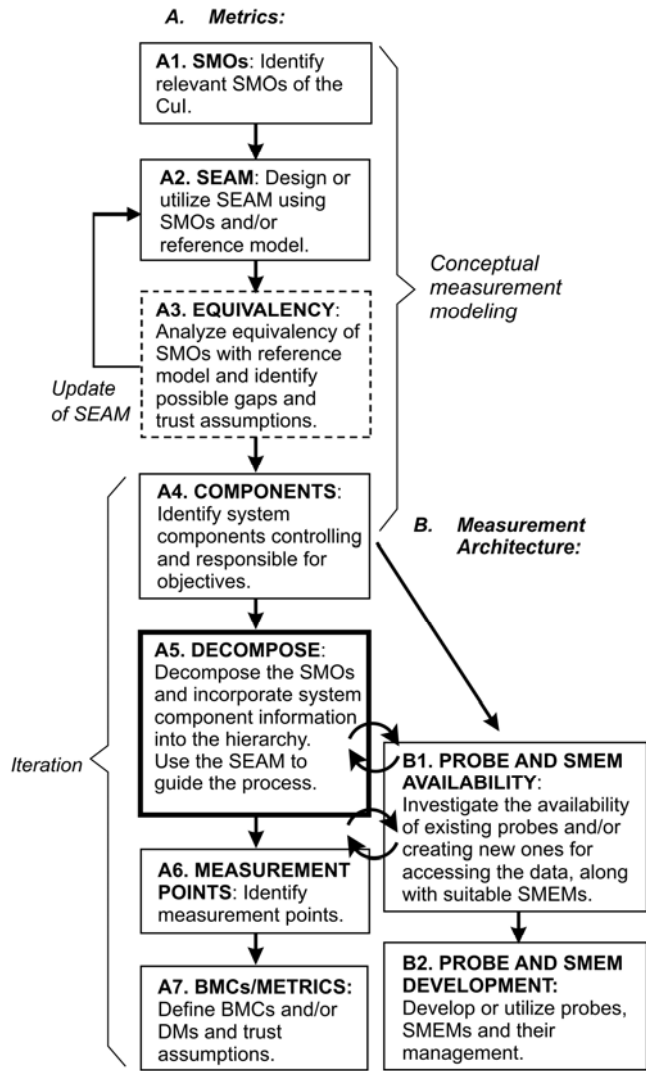 A. Metrics:
A1. SMOs: Identify
relevant SMOs of the
CuI.
A2. SEAM: Design or
utilize SEAM using
SMOs and/or
reference model.
Conceptual
measurement
modeling
A3. EQUIVALENCY:
Analyze equivalency of
SMOs with reference
model and identify
possible gaps and
trust assumptions.
Update
of SEAM
A4. COMPONENTS:
Identify system
components controlling
and responsible for
objectives.
B. Measurement
Architecture:
A5. DECOMPOSE:
Decompose the SMOs
and incorporate system
component information
into the hierarchy.
Use the SEAM to
guide the process.
Iteration
B1. PROBE AND SMEM
AVAILABILITY:
Investigate the availability
of existing probes and/or
creating new ones for
accessing the data, along
with suitable SMEMs.
A6. MEASUREMENT
POINTS: Identify
measurement points.
A7. BMCs/METRICS:
Define BMCs and/or
DMs and trust
assumptions.
B2. PROBE AND SMEM
DEVELOPMENT:
Develop or utilize probes,
SMEMs and their
management.